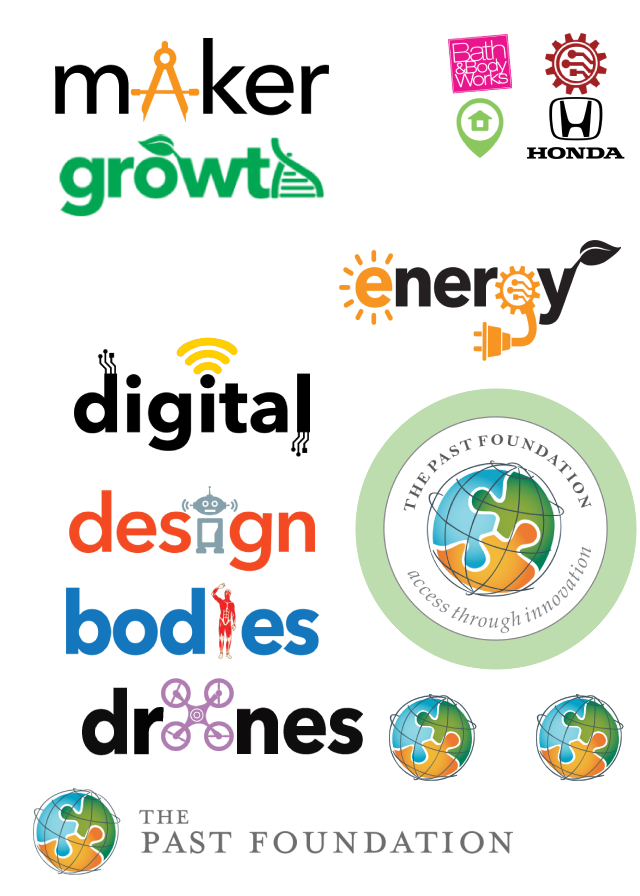 maker
growth
Bath
&Body
Works
HONDA
energy
digital
THE PAST FOUNDATION
access through innovation
design
bodies
drones
THE
PAST FOUNDATION